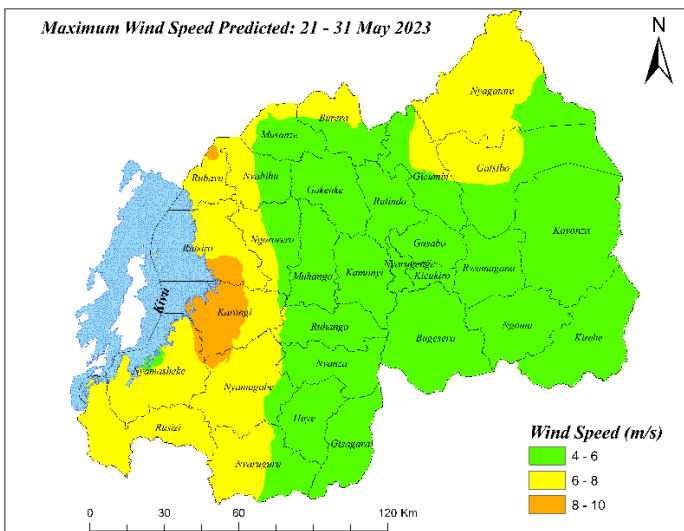 Maximum Wind Speed Predicted: 21 - 31 May 2023
N
Nyagatare
Burera
Musanze
Gatsibo
Rubavu
Nyabihu
Gakenke
Gicumbi
Rulindo
Kayonza
Rutsiro
Ngororero
Gasabo
Nyarugenge
Kicukiro
Rwamagana
Muhanga
Kamonyi
Kivu
Karongi
Ruhango
Bugesera
Ngoma
Kirehe
Nyamasheke
Nyanza
Nyamagabe
Rusizi
Huye
Gisagara
Nyaruguru
Wind Speed (m/s)
4 - 6
6 - 8
8 - 10
0 30 60 120 Km